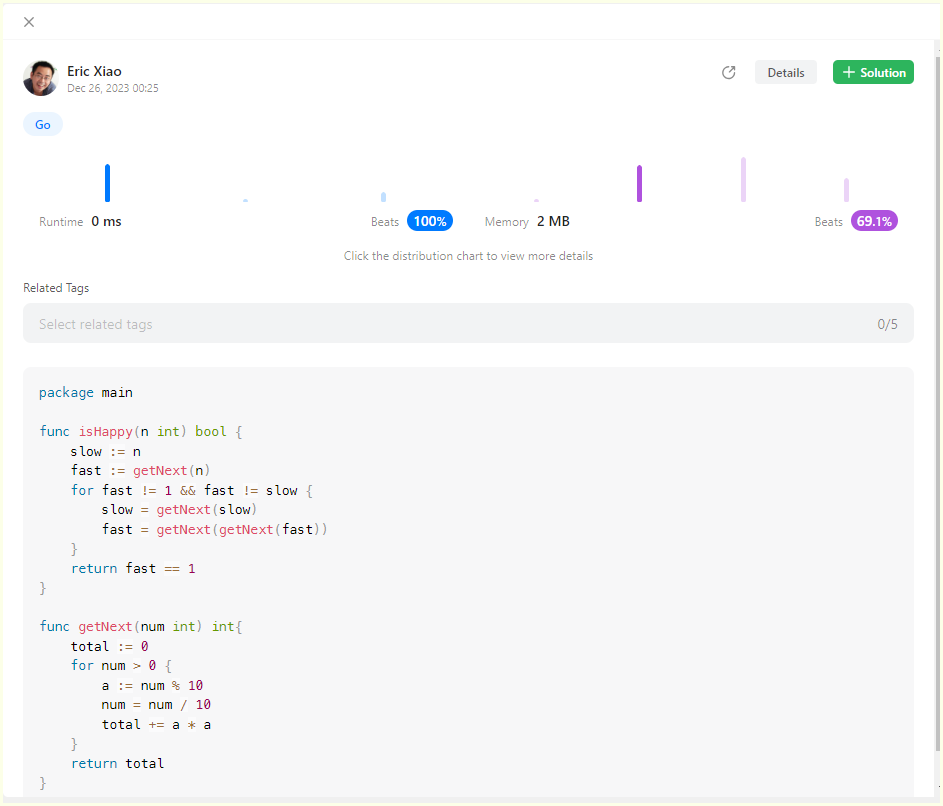 Eric Xiao
Dec 26, 2023 00:25
Details
Solution
Go
Runtime 0 ms Beats 100% Memory 2 MB Beats 69.1%
Click the distribution chart to view more details
Related Tags
Select related tags 0/5
package main
func isHappy(n int) bool {
    slow := n
    fast := getNext(n)
    for fast != 1 && fast != slow {
        slow = getNext(slow)
        fast = getNext(getNext(fast))
    }
    return fast == 1
}
func getNext(num int) int{
    total := 0
    for num > 0 {
        a := num % 10
        num = num / 10
        total += a * a
    }
    return total
}